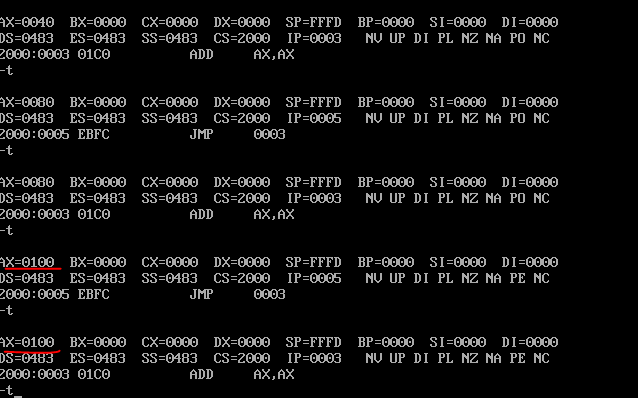 AX=0040 BX=0000 CX=0000 DX=0000 SP=FFFD BP=0000 SI=0000 DI=0000
DS=0483 ES=0483 SS=0483 CS=2000 IP=0003 NV UP DI PL NZ NA PO NC
2000:0003 01C0 ADD AX,AX
-t
AX=0080 BX=0000 CX=0000 DX=0000 SP=FFFD BP=0000 SI=0000 DI=0000
DS=0483 ES=0483 SS=0483 CS=2000 IP=0005 NV UP DI PL NZ NA PO NC
2000:0005 EBFC JMP 0003
-t
AX=0080 BX=0000 CX=0000 DX=0000 SP=FFFD BP=0000 SI=0000 DI=0000
DS=0483 ES=0483 SS=0483 CS=2000 IP=0003 NV UP DI PL NZ NA PO NC
2000:0003 01C0 ADD AX,AX
-t
AX=0100 BX=0000 CX=0000 DX=0000 SP=FFFD BP=0000 SI=0000 DI=0000
DS=0483 ES=0483 SS=0483 CS=2000 IP=0005 NV UP DI PL NZ NA PE NC
2000:0005 EBFC JMP 0003
-t
AX=0100 BX=0000 CX=0000 DX=0000 SP=FFFD BP=0000 SI=0000 DI=0000
DS=0483 ES=0483 SS=0483 CS=2000 IP=0003 NV UP DI PL NZ NA PE NC
2000:0003 01C0 ADD AX,AX
-t_